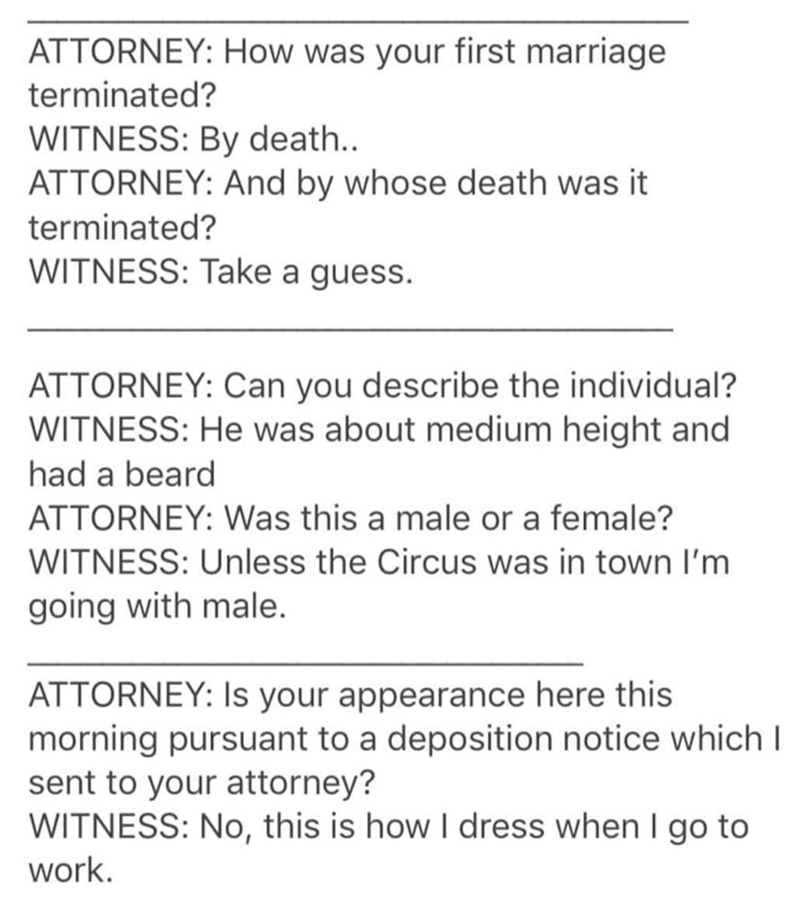 ATTORNEY: How was your first marriage
terminated?
WITNESS: By death..
ATTORNEY: And by whose death was it
terminated?
WITNESS: Take a guess.
ATTORNEY: Can you describe the individual?
WITNESS: He was about medium height and
had a beard
ATTORNEY: Was this a male or a female?
WITNESS: Unless the Circus was in town I'm
going with male.
ATTORNEY: Is your appearance here this
morning pursuant to a deposition notice which I
sent to your attorney?
WITNESS: No, this is how I dress when I go to
work.